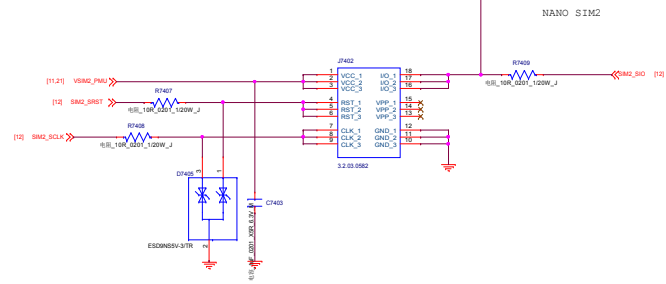 NANO SIM2
J7402
[11,21] VSIM2_PMU
1 VCC_1 I/O_1 18
2 VCC_2 I/O_2 17
3 VCC_3 I/O_3 16
R7409
电阻_10R_0201_1/20W_J
SIM2_SIO [12]
R7407
[12] SIM2_SRST
电阻_10R_0201_1/20W_J
4 RST_1 VPP_1 15
5 RST_2 VPP_2 14
6 RST_3 VPP_3 13
R7408
[12] SIM2_SCLK
电阻_10R_0201_1/20W_J
7 CLK_1 GND_1 12
8 CLK_2 GND_2 11
9 CLK_3 GND_3 10
3.2.03.0582
D7405
3
1
2
ESD9NS5V-3/TR
C7403